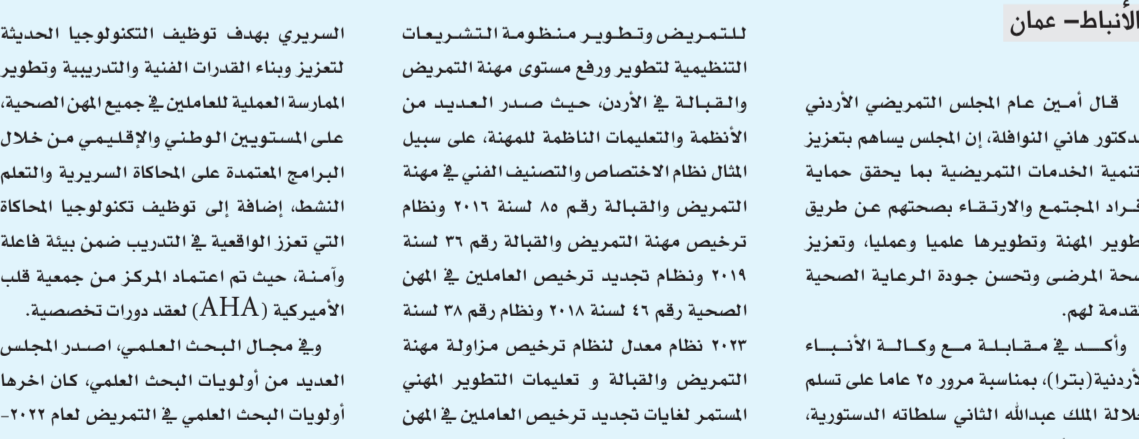 الأنباط– عمان
قال أمين عام المجلس التمريضي الأردني
لدكتور هاني النوافلة، إن المجلس يساهم بتعزيز
تنمية الخدمات التمريضية بما يحقق حماية
فراد المجتمع والارتقاء بصحتهم عن طريق
طوير المهنة وتطويرها علميا وعمليا، وتعزيز
صحة المرضى وتحسن جودة الرعاية الصحية
قدمة لهم.
وأكد في مقابلة مع وكالة الأنباء
لأردنية(بترا)، بمناسبة مرور ٢٥ عاما على تسلم
جلالة الملك عبدالله الثاني سلطاته الدستورية،
للتمريض وتطوير منظومة التشريعات
التنظيمية لتطوير ورفع مستوى مهنة التمريض
والقبالة في الأردن، حيث صدر العديد من
الأنظمة والتعليمات الناظمة للمهنة، على سبيل
المثال نظام الاختصاص والتصنيف الفني في مهنة
التمريض والقبالة رقم ٨٥ لسنة ٢٠١٦ ونظام
ترخيص مهنة التمريض والقبالة رقم ٣٦ لسنة
٢٠١٩ ونظام تجديد ترخيص العاملين في المهن
الصحية رقم ٤٦ لسنة ٢٠١٨ ونظام رقم ٣٨ لسنة
٢٠٢٣ نظام معدل لنظام ترخيص مزاولة مهنة
التمريض والقبالة و تعليمات التطوير المهني
المستمر لغايات تجديد ترخيص العاملين في المهن
السريري بهدف توظيف التكنولوجيا الحديثة
لتعزيز وبناء القدرات الفنية والتدريبية وتطوير
الممارسة العملية للعاملين في جميع المهن الصحية،
على المستويين الوطني والإقليمي من خلال
البرامج المعتمدة على المحاكاة السريرية والتعلم
النشط، إضافة إلى توظيف تكنولوجيا المحاكاة
التي تعزز الواقعية في التدريب ضمن بيئة فاعلة
وآمنة، حيث تم اعتماد المركز من جمعية قلب
الأميركية (AHA) لعقد دورات تخصصية.
وفي مجال البحث العلمي، اصدر المجلس
العديد من أولويات البحث العلمي، كان اخرها
أولويات البحث العلمي في التمريض لعام ٢٠٢٢–